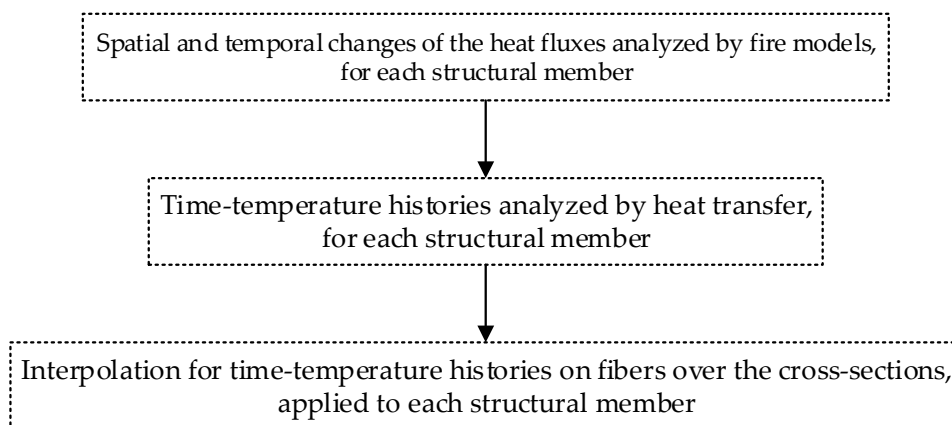 Spatial and temporal changes of the heat fluxes analyzed by fire models,
for each structural member
Time-temperature histories analyzed by heat transfer,
for each structural member
Interpolation for time-temperature histories on fibers over the cross-sections,
applied to each structural member